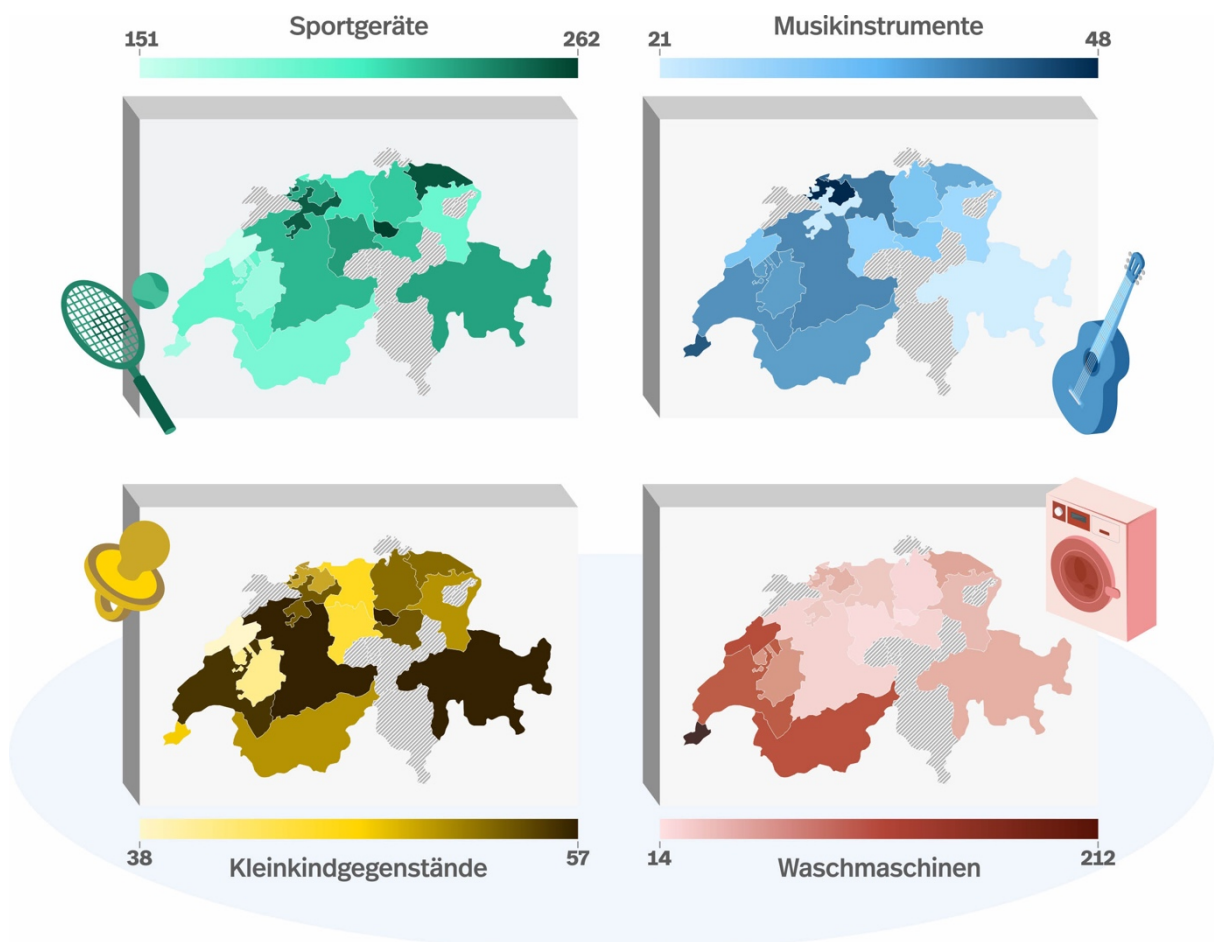 Sportgeräte
151 262
Musikinstrumente
21 48
38 57
Kleinkindgegenstände
14 212
Waschmaschinen